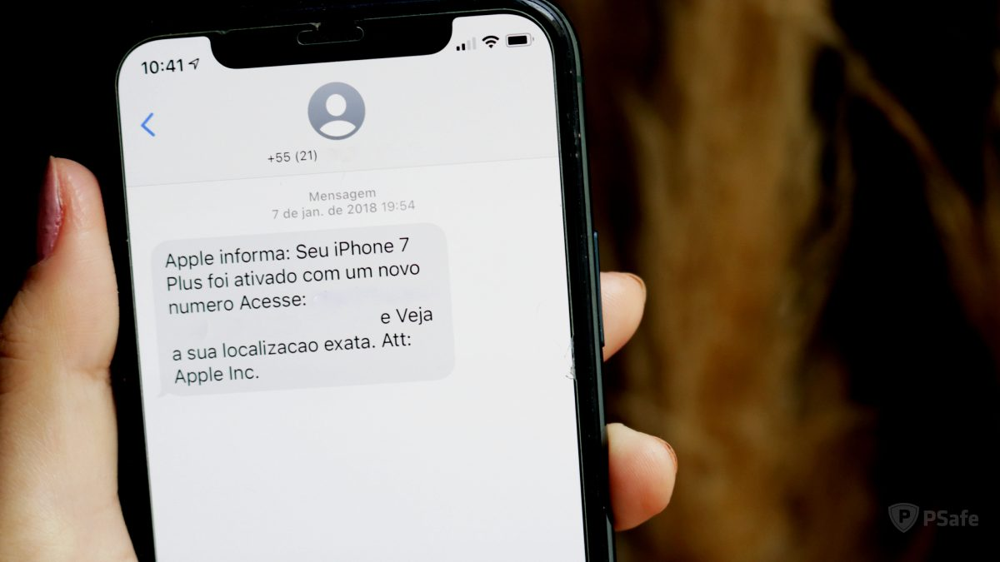 10:41
+55 (21)
Mensagem
7 de jan. de 2018 19:54
Apple informa: Seu iPhone 7
Plus foi ativado com um novo
numero Acesse:
e Veja
a sua localizacao exata. Att:
Apple Inc.
P PSafe